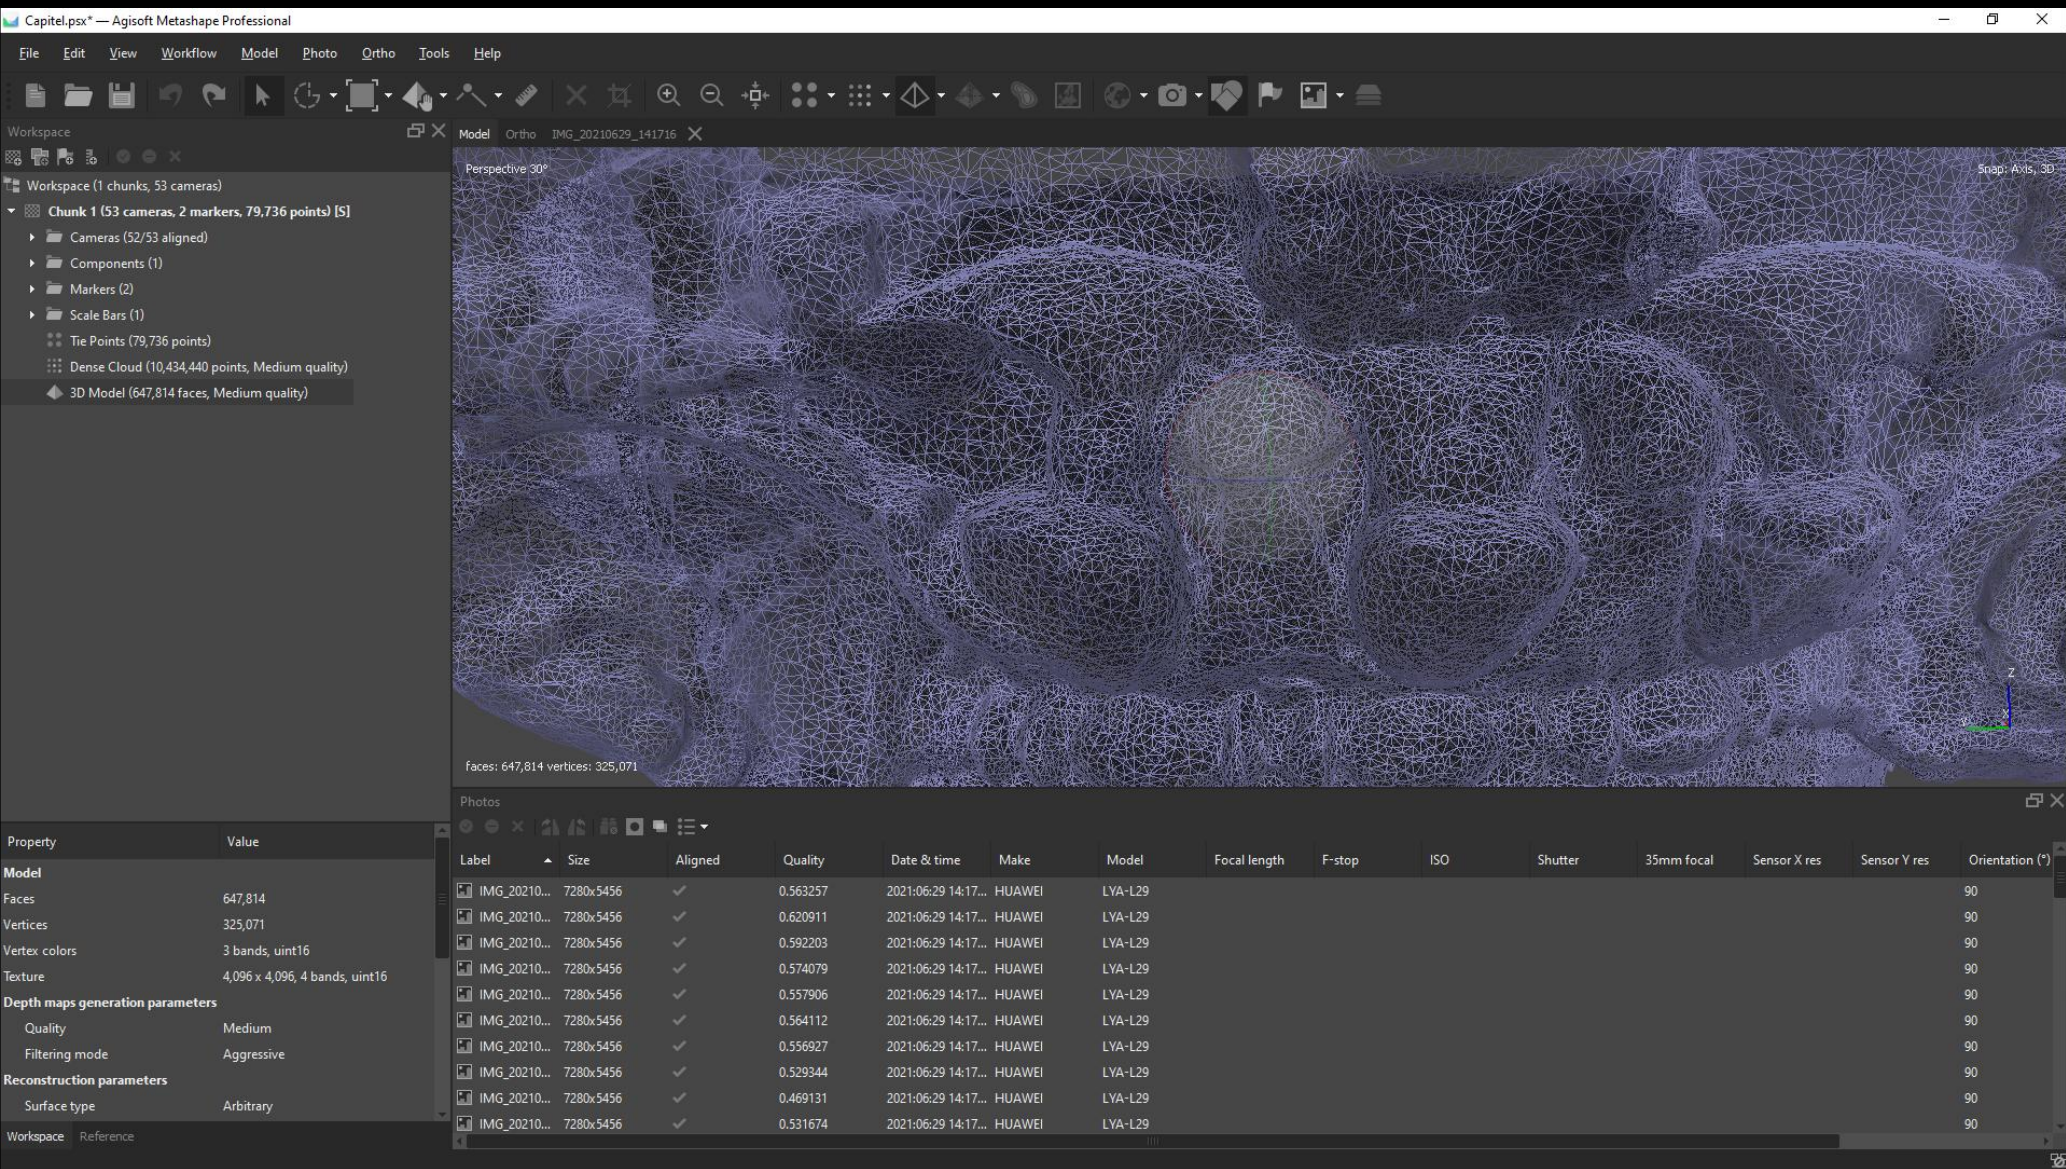 Capitel.psx* — Agisoft Metashape Professional
File Edit View Workflow Model Photo Ortho Tools Help
Workspace
Model Ortho IMG_20210629_141716
Perspective 30°
Snap: Axis, 3D
Workspace (1 chunks, 53 cameras)
Chunk 1 (53 cameras, 2 markers, 79,736 points) [S]
Cameras (52/53 aligned)
Components (1)
Markers (2)
Scale Bars (1)
Tie Points (79,736 points)
Dense Cloud (10,434,440 points, Medium quality)
3D Model (647,814 faces, Medium quality)
Z
X
Y
faces: 647,814 vertices: 325,071
Property Value
Model
Faces 647,814
Vertices 325,071
Vertex colors 3 bands, uint16
Texture 4,096 x 4,096, 4 bands, uint16
Depth maps generation parameters
Quality Medium
Filtering mode Aggressive
Reconstruction parameters
Surface type Arbitrary
Workspace Reference
Photos
Label Size Aligned Quality Date & time Make Model Focal length F-stop ISO Shutter 35mm focal Sensor X res Sensor Y res Orientation (°)
IMG_20210... 7280x5456 0.563257 2021:06:29 14:17... HUAWEI LYA-L29 90
IMG_20210... 7280x5456 0.620911 2021:06:29 14:17... HUAWEI LYA-L29 90
IMG_20210... 7280x5456 0.592203 2021:06:29 14:17... HUAWEI LYA-L29 90
IMG_20210... 7280x5456 0.574079 2021:06:29 14:17... HUAWEI LYA-L29 90
IMG_20210... 7280x5456 0.557906 2021:06:29 14:17... HUAWEI LYA-L29 90
IMG_20210... 7280x5456 0.564112 2021:06:29 14:17... HUAWEI LYA-L29 90
IMG_20210... 7280x5456 0.556927 2021:06:29 14:17... HUAWEI LYA-L29 90
IMG_20210... 7280x5456 0.529344 2021:06:29 14:17... HUAWEI LYA-L29 90
IMG_20210... 7280x5456 0.469131 2021:06:29 14:17... HUAWEI LYA-L29 90
IMG_20210... 7280x5456 0.531674 2021:06:29 14:17... HUAWEI LYA-L29 90